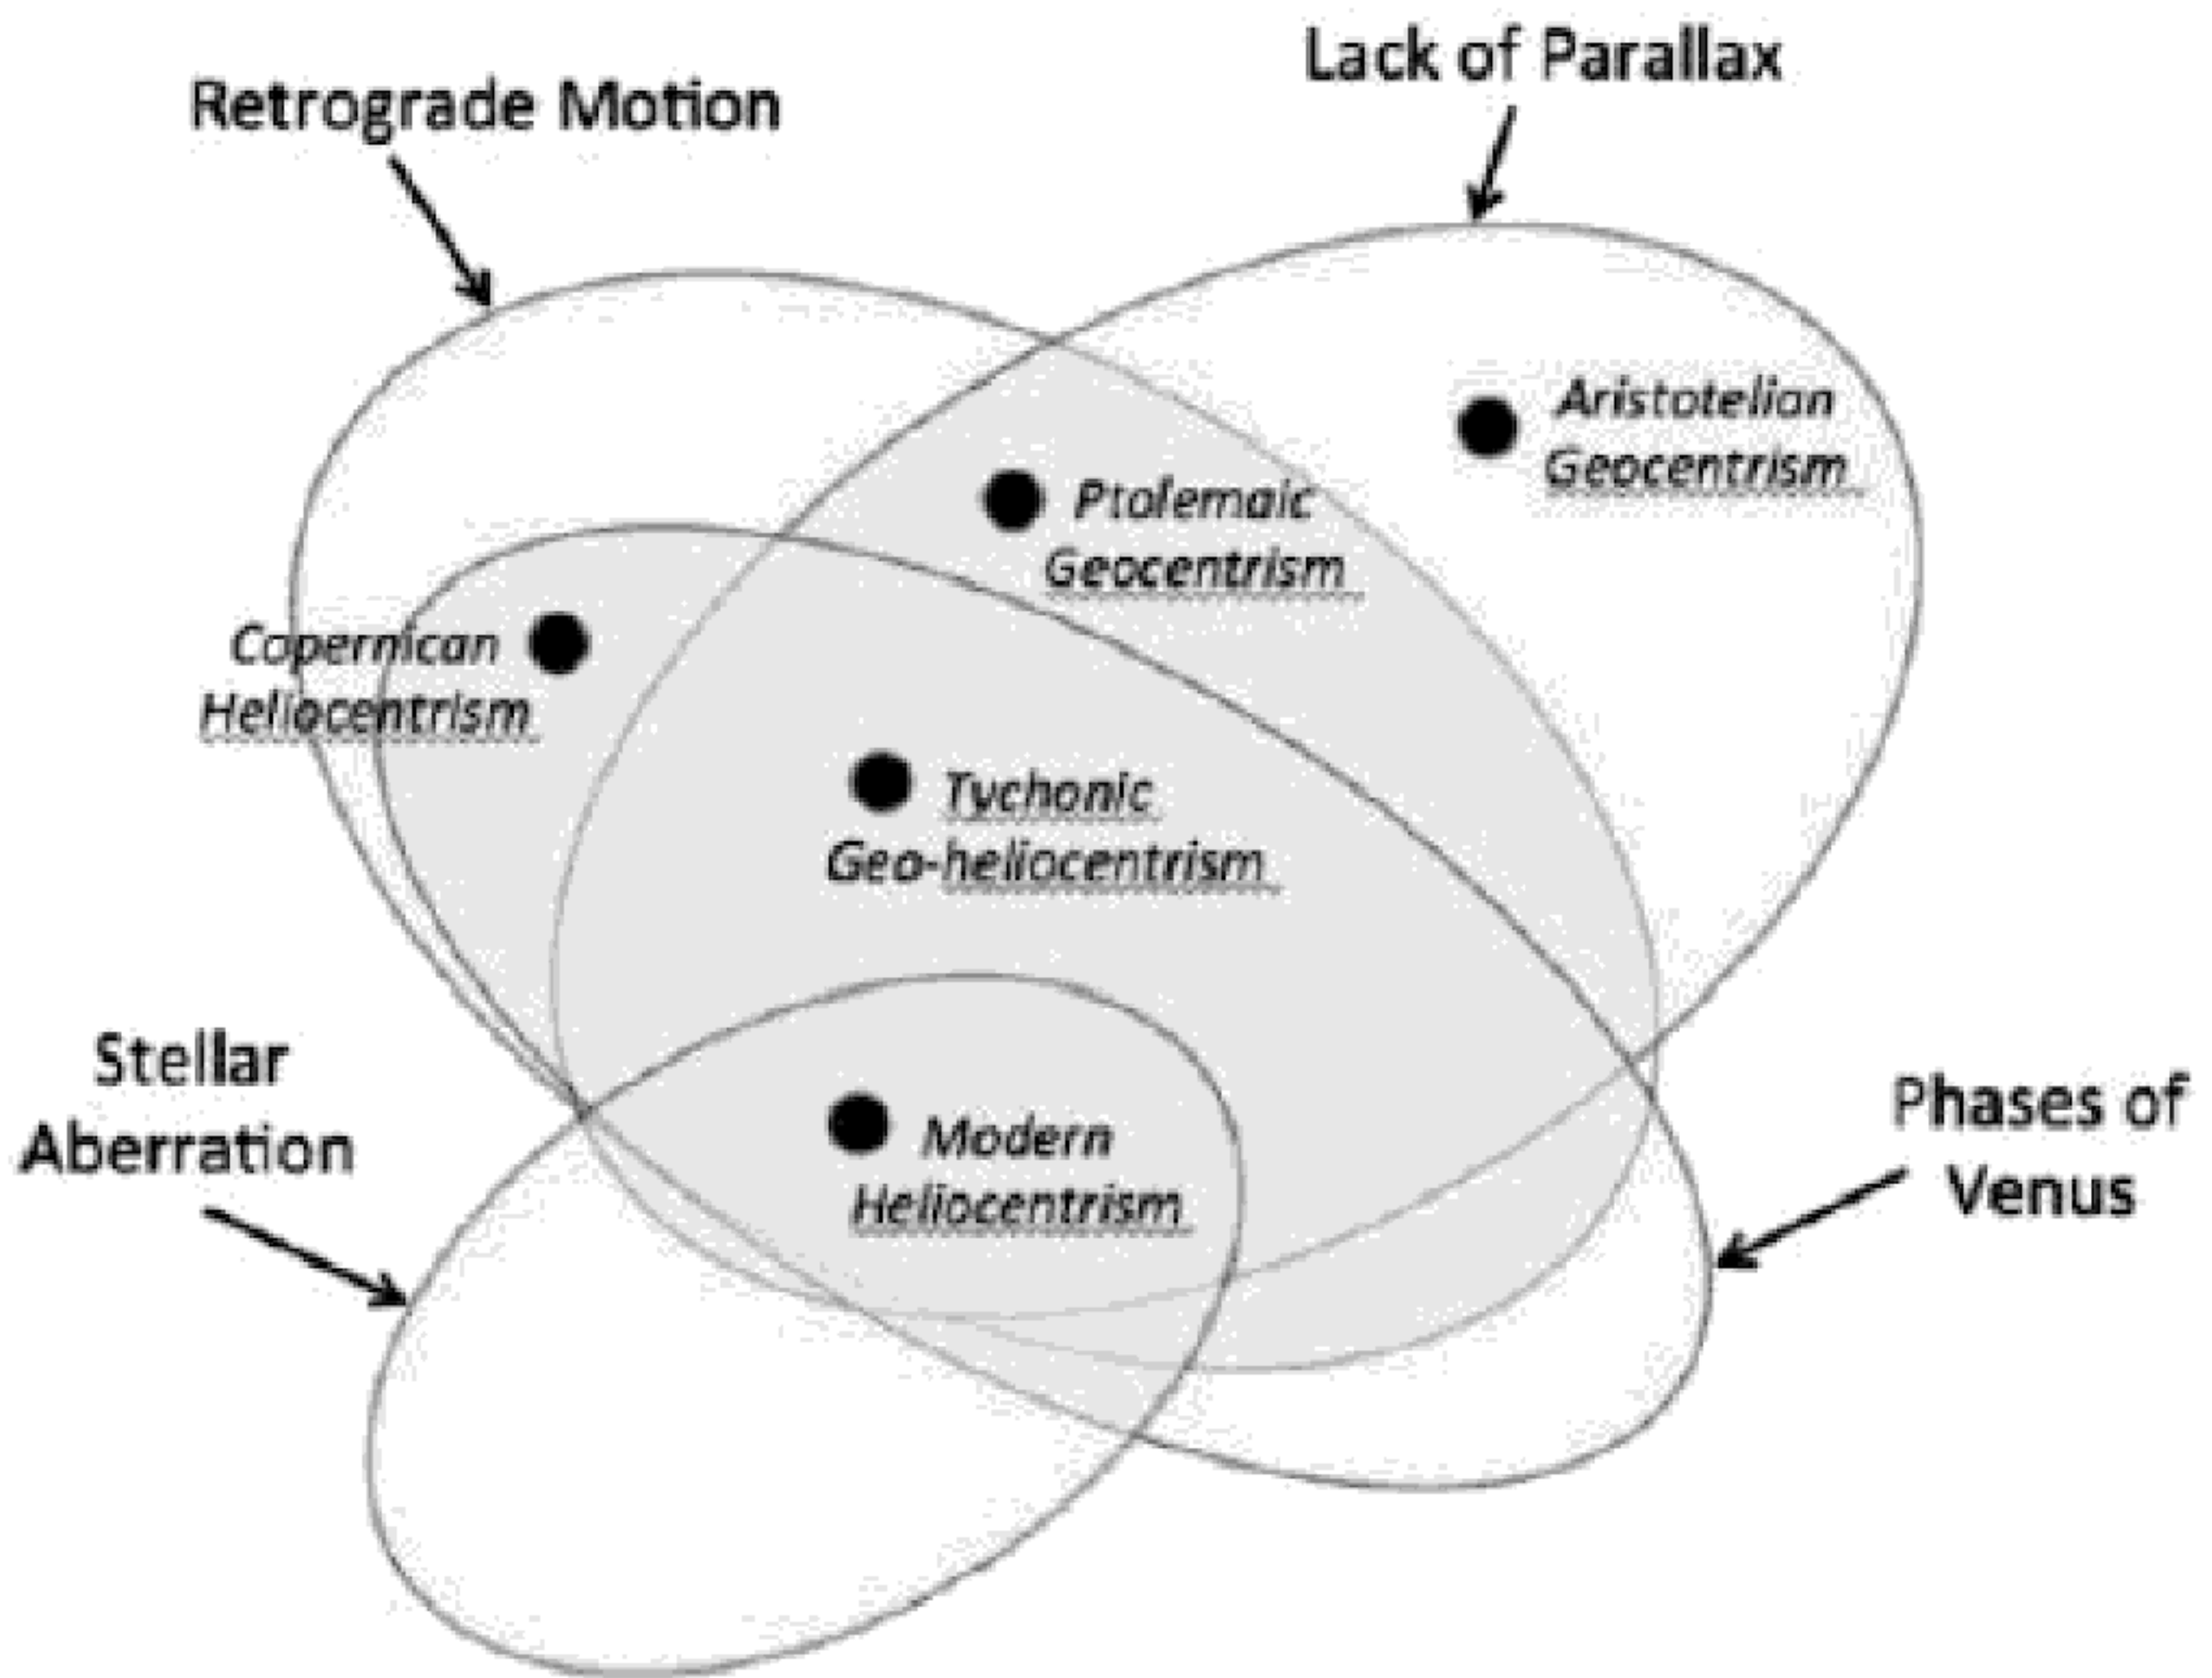 Lack of Parallax
Retrograde Motion
Aristotelian
Geocentrism
Ptolemaic
Geocentrism
Copernican
Heliocentrism
Tychonic
Geo-heliocentrism
Stellar
Aberration
Modern
Heliocentrism
Phases of
Venus